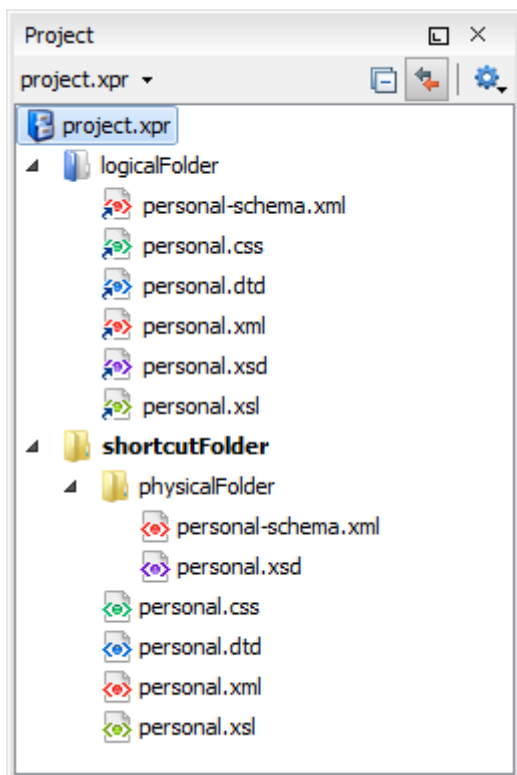 Project
project.xpr
project.xpr
logicalFolder
personal-schema.xml
personal.css
personal.dtd
personal.xml
personal.xsd
personal.xsl
shortcutFolder
physicalFolder
personal-schema.xml
personal.xsd
personal.css
personal.dtd
personal.xml
personal.xsl